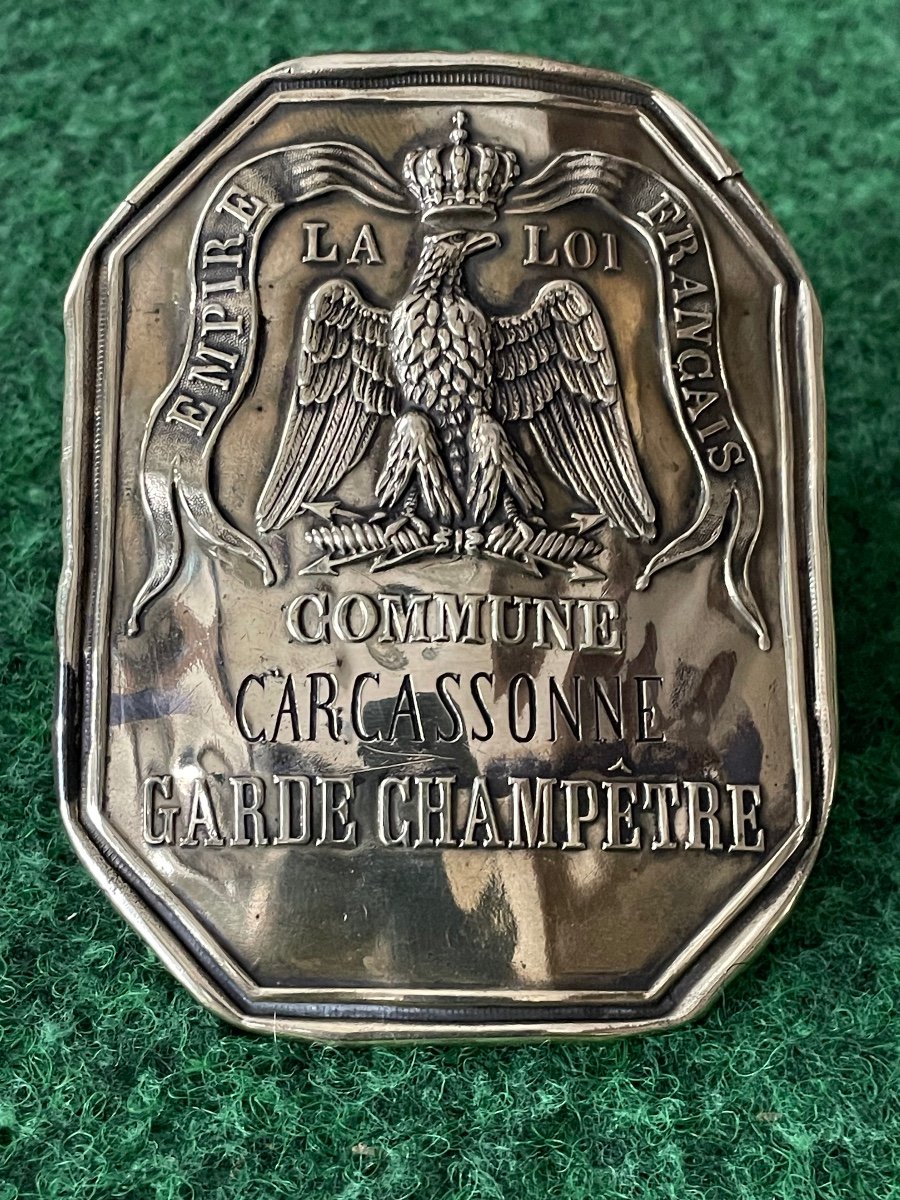 EMPIRE FRANÇAIS
LA LOI
COMMUNE
CARCASSONNE
GARDE CHAMPÊTRE